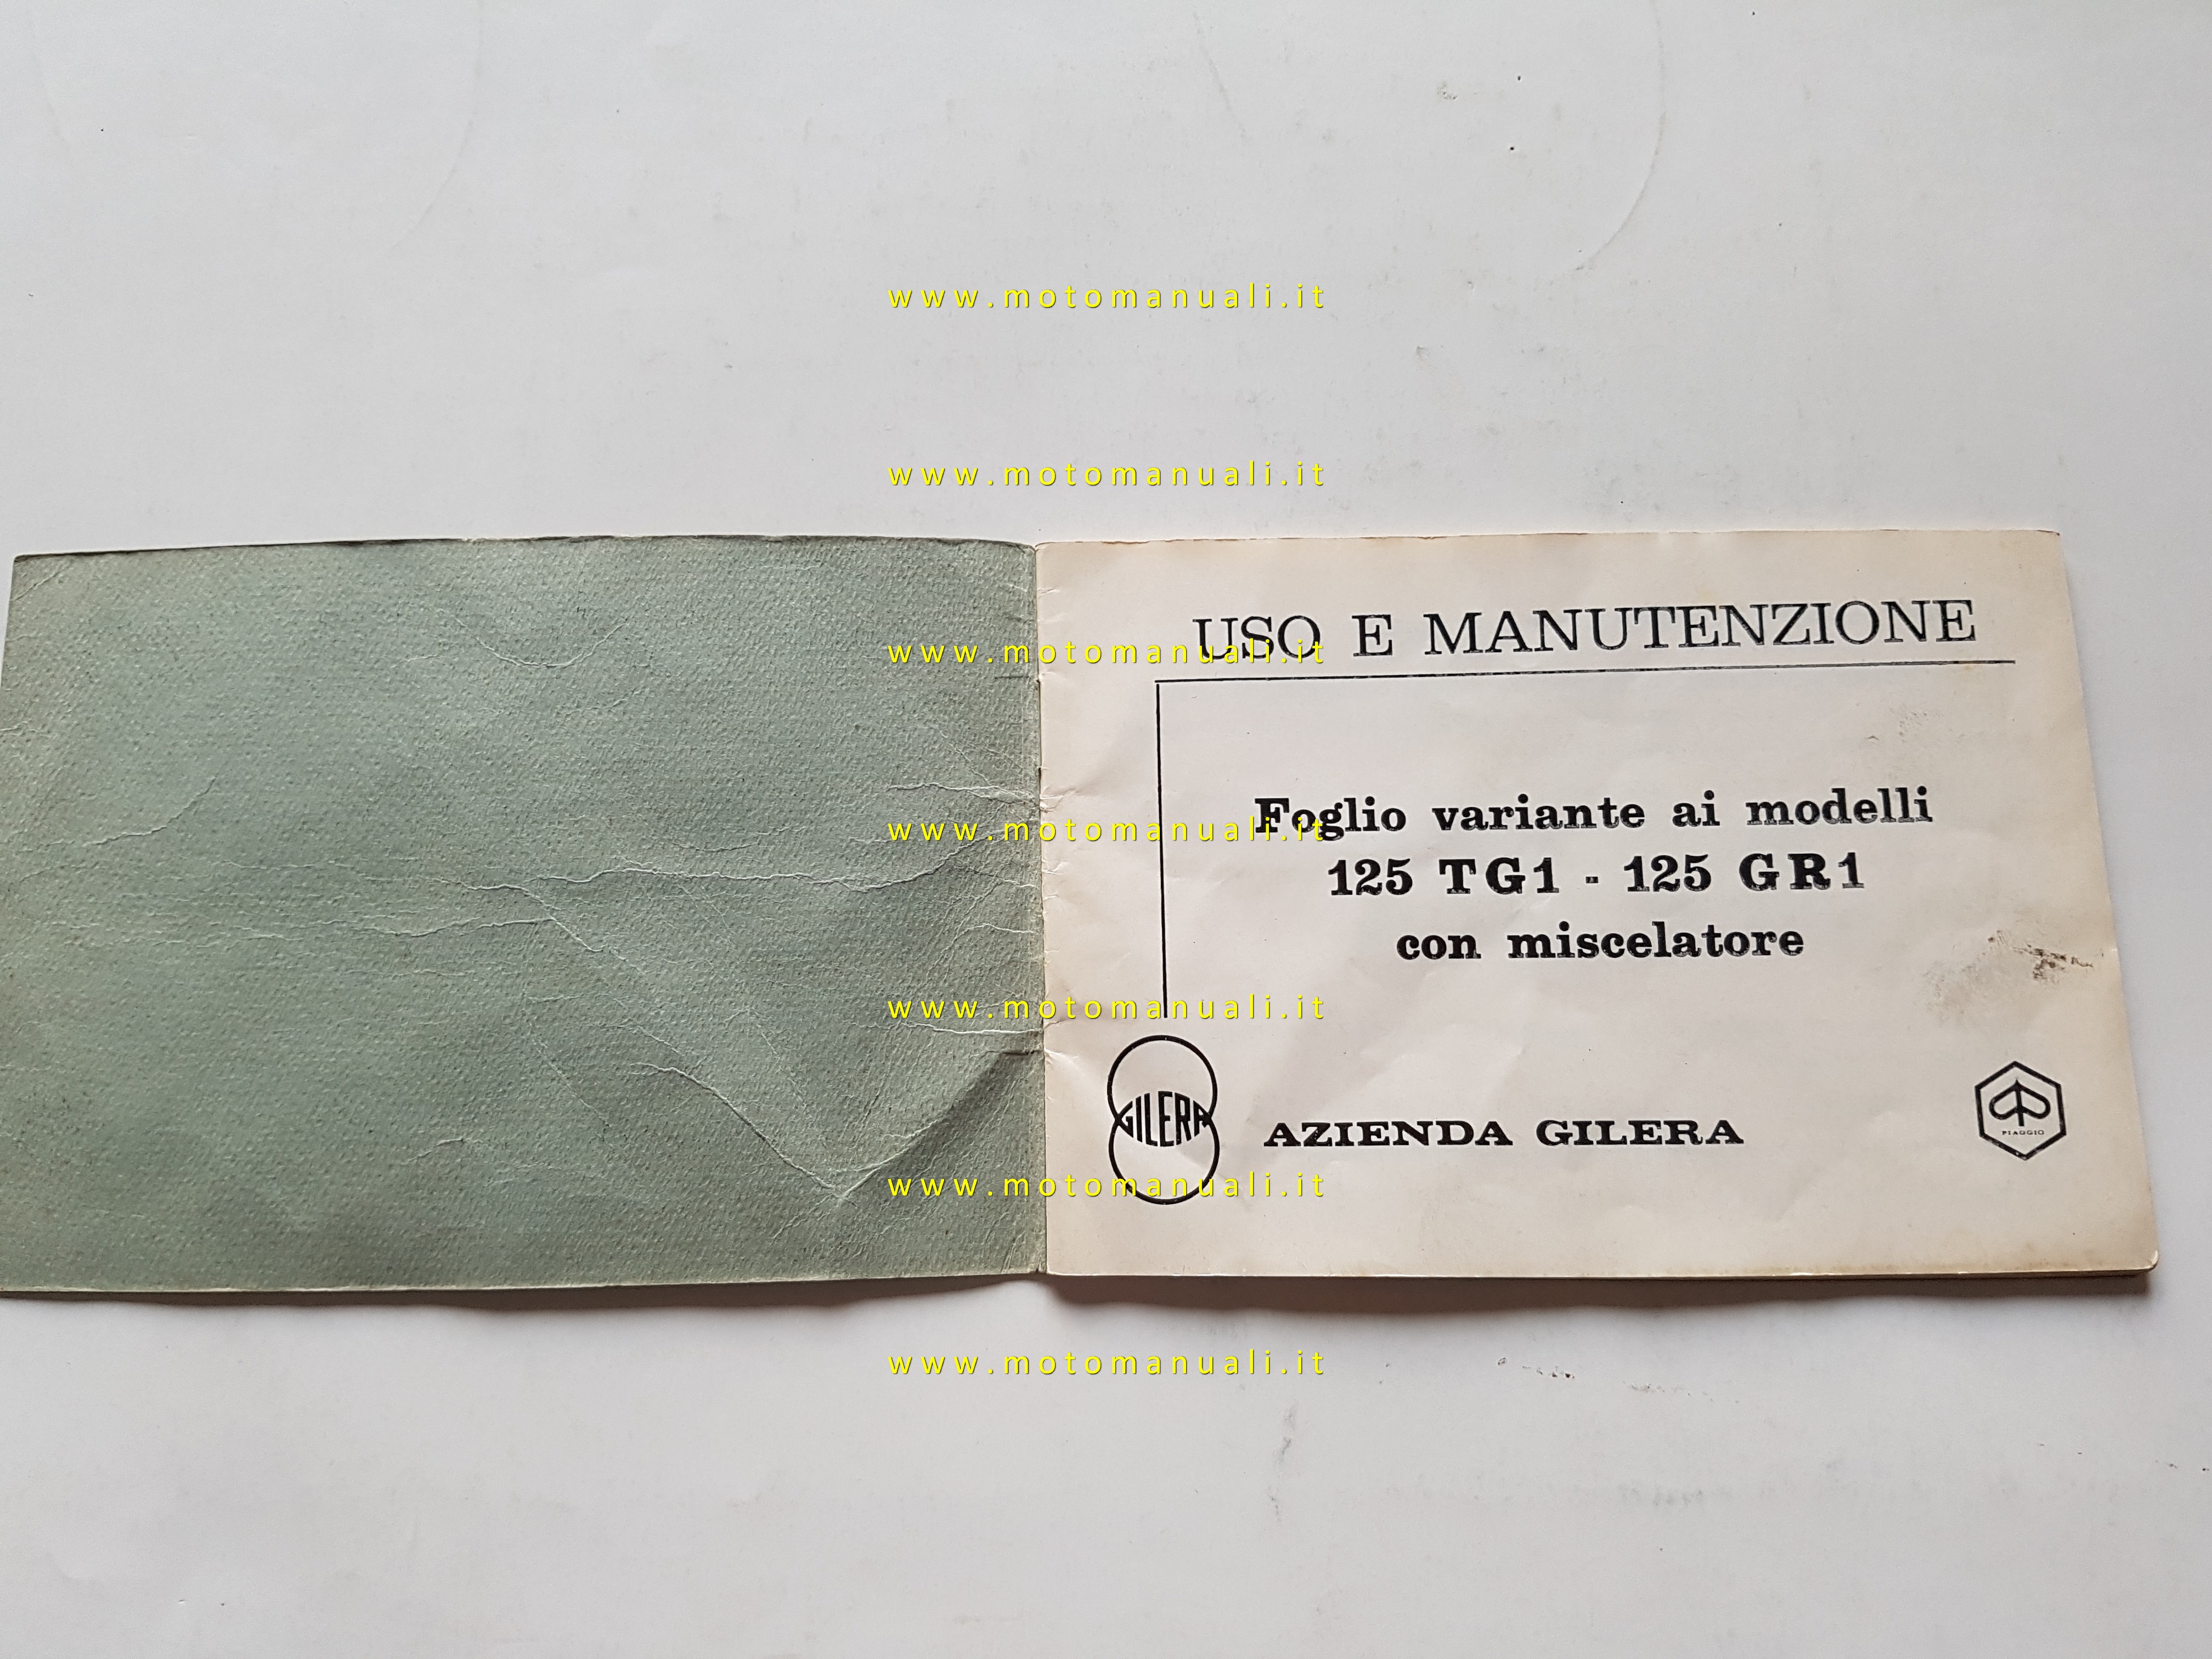 www.motomanuali.it
www.motomanuali.it
USO E MANUTENZIONE
www.motomanuali.it
Foglio variante ai modelli
www.motomanuali.it
125 TG1 - 125 GR1
con miscelatore
www.motomanuali.it
GILERA
AZIENDA GILERA
PIAGGIO
www.motomanuali.it
www.motomanuali.it